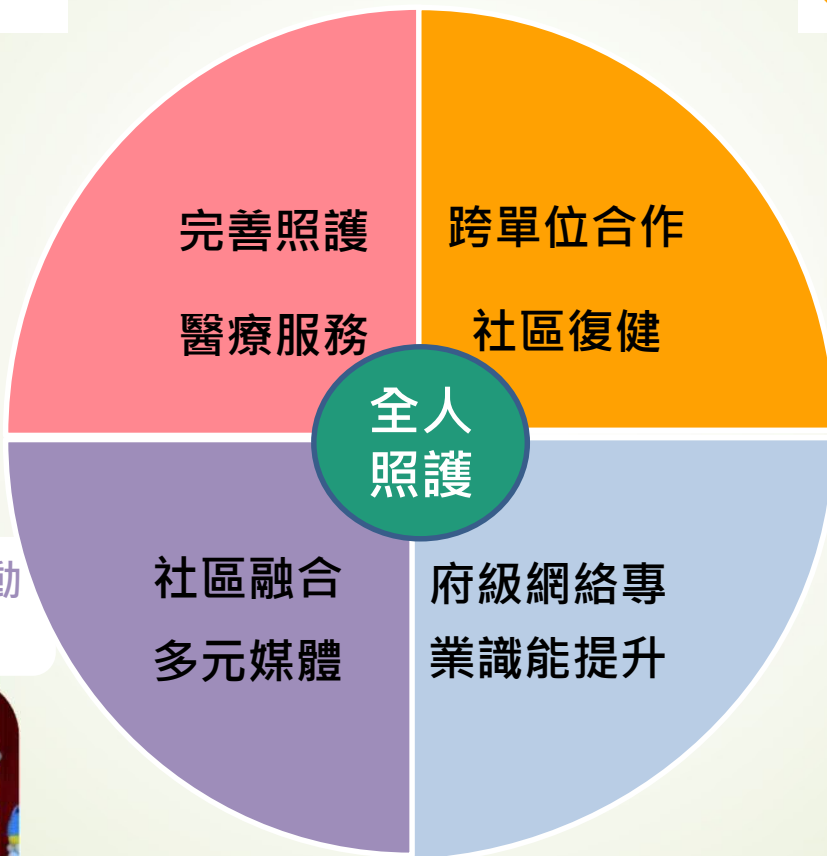 完善照護
醫療服務
跨單位合作
社區復健
全人
照護
動
社區融合
多元媒體
府級網絡專
業識能提升